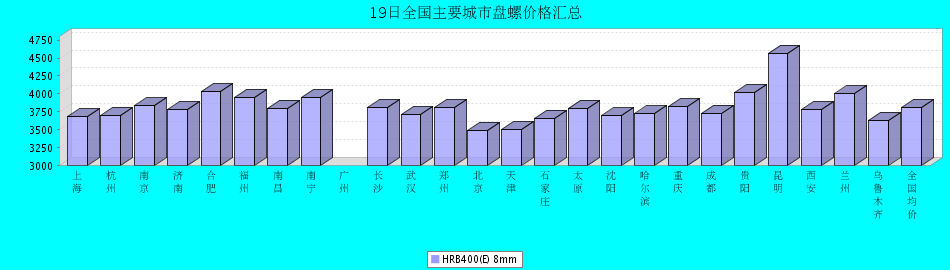 19日全国主要城市盘螺价格汇总
4750
4500
4250
4000
3750
3500
3250
3000
上海
杭州
南京
济南
合肥
福州
南昌
南宁
广州
长沙
武汉
郑州
北京
天津
石家庄
太原
沈阳
哈尔滨
重庆
成都
贵阳
昆明
西安
兰州
乌鲁木齐
全国均价
HRB400(E) 8mm